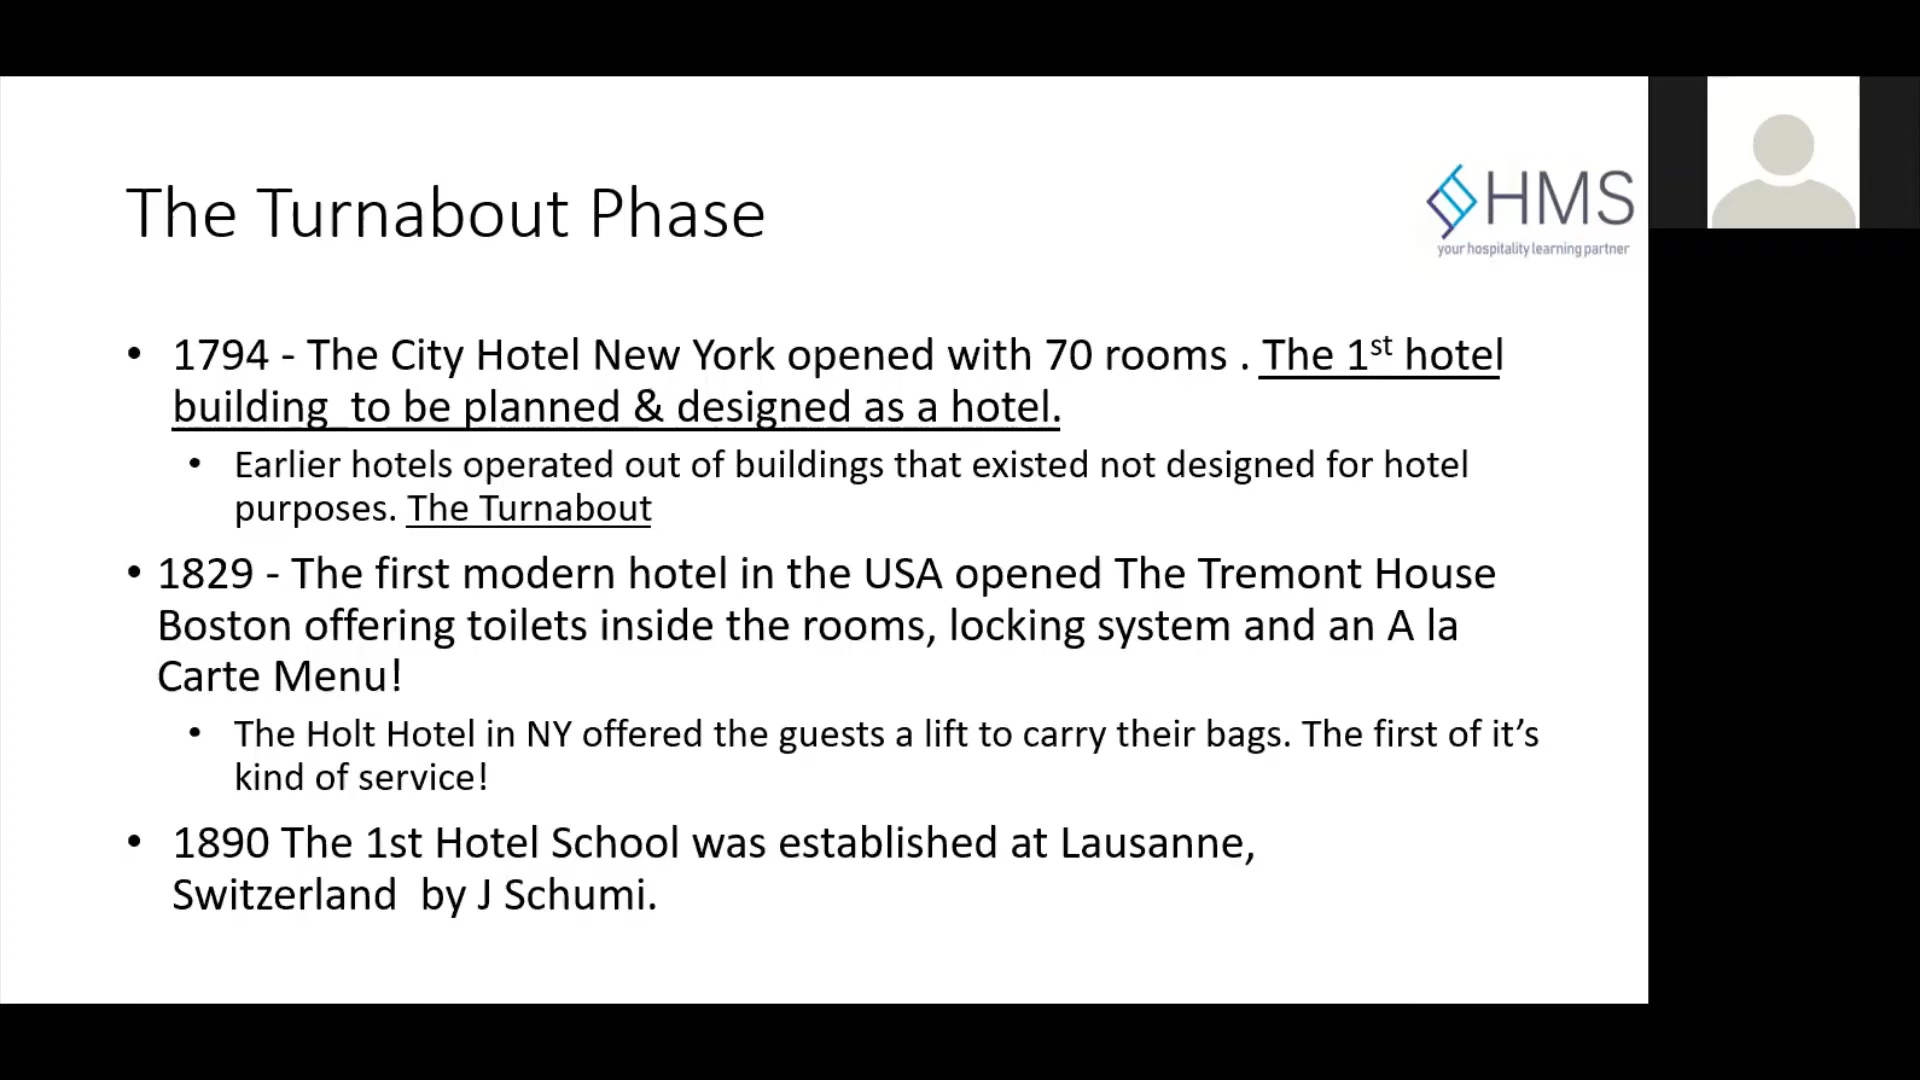 The Turnabout Phase
HMS
your hospitality learning partner
• 1794 - The City Hotel New York opened with 70 rooms . The 1st hotel
building  to be planned & designed as a hotel.
• Earlier hotels operated out of buildings that existed not designed for hotel
purposes. The Turnabout
• 1829 - The first modern hotel in the USA opened The Tremont House
Boston offering toilets inside the rooms, locking system and an A la
Carte Menu!
• The Holt Hotel in NY offered the guests a lift to carry their bags. The first of it’s
kind of service!
• 1890 The 1st Hotel School was established at Lausanne,
Switzerland  by J Schumi.